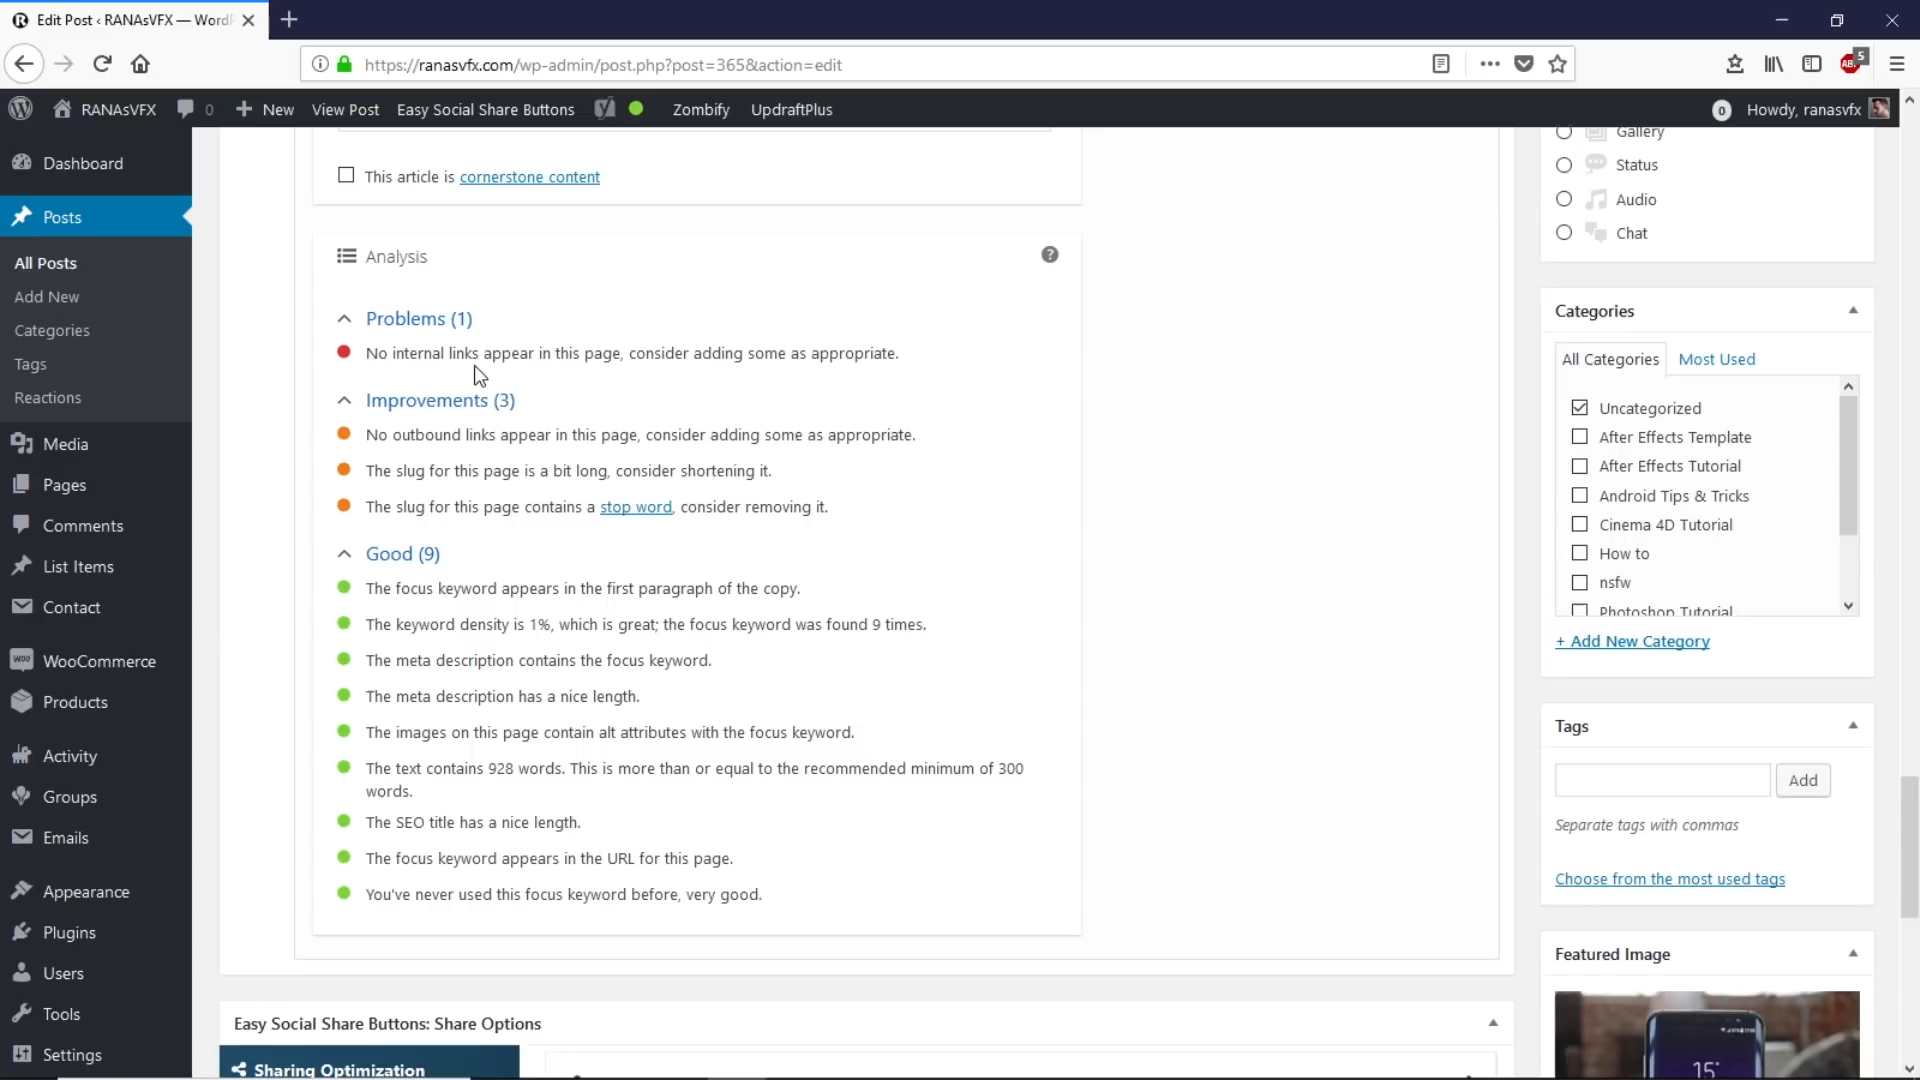 Edit Post ‹ RANAsVFX — Word
https://ranasvfx.com/wp-admin/post.php?post=365&action=edit
ABP
5
RANAsVFX
0
New
View Post
Easy Social Share Buttons
Zombify
UpdraftPlus
0
Howdy, ranasvfx
Dashboard
Posts
All Posts
Add New
Categories
Tags
Reactions
Media
Pages
Comments
List Items
Contact
WooCommerce
Products
Activity
Groups
Emails
Appearance
Plugins
Users
Tools
Settings
This article is cornerstone content
Analysis
Problems (1)
No internal links appear in this page, consider adding some as appropriate.
Improvements (3)
No outbound links appear in this page, consider adding some as appropriate.
The slug for this page is a bit long, consider shortening it.
The slug for this page contains a stop word, consider removing it.
Good (9)
The focus keyword appears in the first paragraph of the copy.
The keyword density is 1%, which is great; the focus keyword was found 9 times.
The meta description contains the focus keyword.
The meta description has a nice length.
The images on this page contain alt attributes with the focus keyword.
The text contains 928 words. This is more than or equal to the recommended minimum of 300
words.
The SEO title has a nice length.
The focus keyword appears in the URL for this page.
You've never used this focus keyword before, very good.
Easy Social Share Buttons: Share Options
Sharing Optimization
Gallery
Status
Audio
Chat
Categories
All Categories
Most Used
Uncategorized
After Effects Template
After Effects Tutorial
Android Tips & Tricks
Cinema 4D Tutorial
How to
nsfw
Photoshop Tutorial
+ Add New Category
Tags
Add
Separate tags with commas
Choose from the most used tags
Featured Image
15°